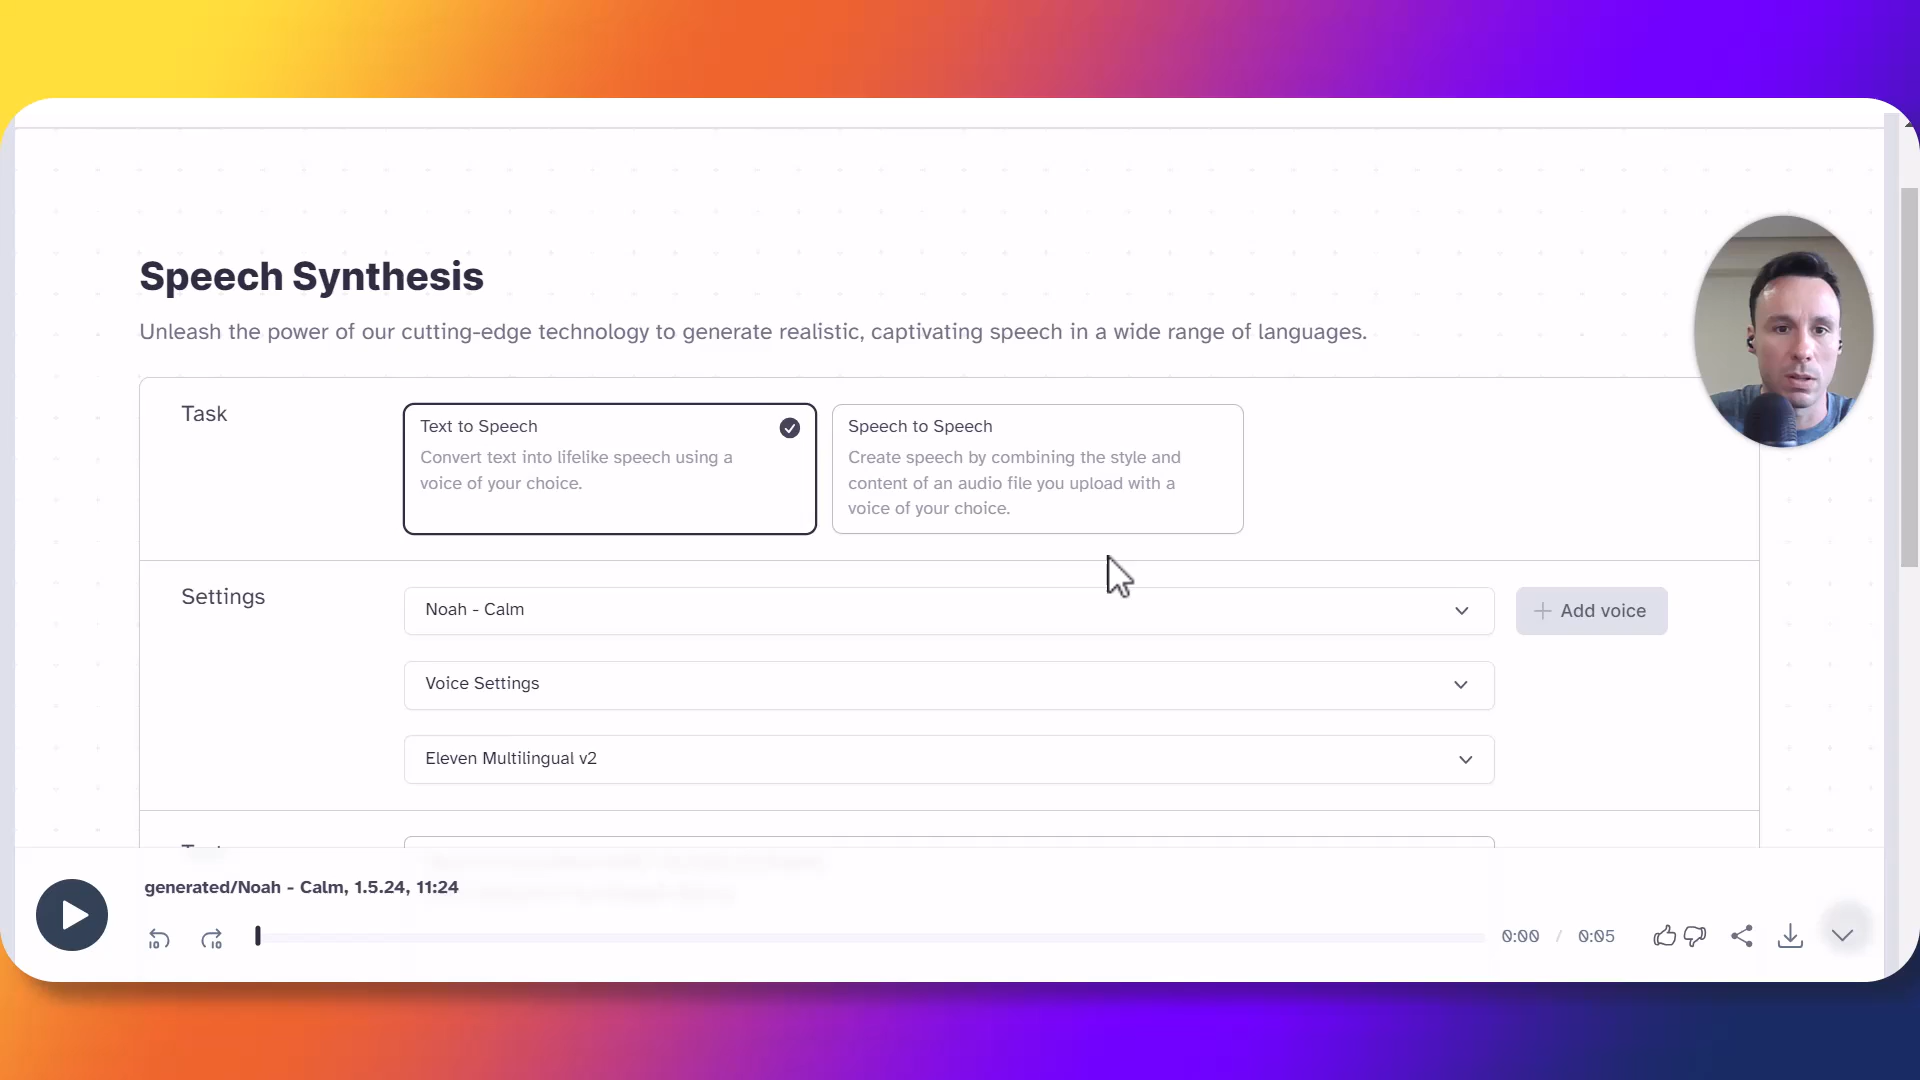 Speech Synthesis
Unleash the power of our cutting-edge technology to generate realistic, captivating speech in a wide range of languages.
Task
Text to Speech
Convert text into lifelike speech using a
voice of your choice.
Speech to Speech
Create speech by combining the style and
content of an audio file you upload with a
voice of your choice.
Settings
Noah - Calm
Add voice
Voice Settings
Eleven Multilingual v2
generated/Noah - Calm, 1.5.24, 11:24
10
10
0:00 / 0:05